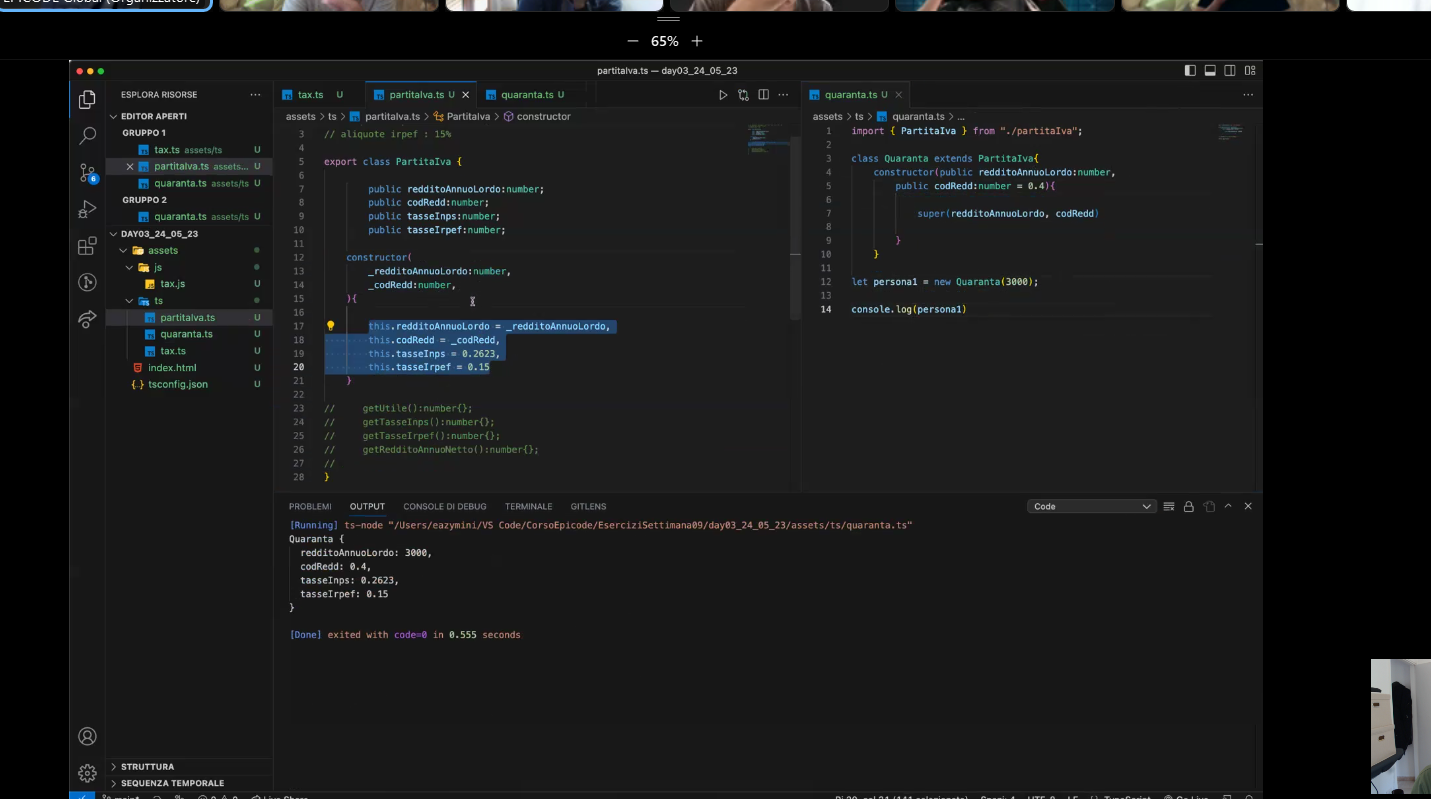 EPICODE Global (Organizzatore)
65%
partitaIva.ts — day03_24_05_23
ESPLORA RISORSE
EDITOR APERTI
GRUPPO 1
tax.ts assets/ts U
partitaIva.ts assets... U
quaranta.ts assets/ts U
GRUPPO 2
quaranta.ts assets/ts U
DAY03_24_05_23
assets
js
tax.js U
ts
partitaIva.ts U
quaranta.ts U
tax.ts U
index.html U
tsconfig.json U
STRUTTURA
SEQUENZA TEMPORALE
6
tax.ts U
partitaIva.ts U
quaranta.ts U
assets > ts > partitaIva.ts > PartitaIva > constructor
3 // aliquote irpef : 15%
4
5 export class PartitaIva {
6
7 public redditoAnnuoLordo:number;
8 public codRedd:number;
9 public tasseInps:number;
10 public tasseIrpef:number;
11
12 constructor(
13 _redditoAnnuoLordo:number,
14 _codRedd:number,
15 ){
16
17 this.redditoAnnuoLordo = _redditoAnnuoLordo,
18 this.codRedd = _codRedd,
19 this.tasseInps = 0.2623,
20 this.tasseIrpef = 0.15
21 }
22
23 // getUtile():number{};
24 // getTasseInps():number{};
25 // getTasseIrpef():number{};
26 // getRedditoAnnuoNetto():number{};
27 //
28 }
quaranta.ts U
assets > ts > quaranta.ts > ...
1 import { PartitaIva } from "./partitaIva";
2
3 class Quaranta extends PartitaIva{
4 constructor(public redditoAnnuoLordo:number,
5 public codRedd:number = 0.4){
6
7 super(redditoAnnuoLordo, codRedd)
8
9 }
10 }
11
12 let persona1 = new Quaranta(3000);
13
14 console.log(persona1)
PROBLEMI OUTPUT CONSOLE DI DEBUG TERMINALE GITLENS
Code
[Running] ts-node "/Users/eazymini/VS Code/CorsoEpicode/EserciziSettimana09/day03_24_05_23/assets/ts/quaranta.ts"
Quaranta {
redditoAnnuoLordo: 3000,
codRedd: 0.4,
tasseInps: 0.2623,
tasseIrpef: 0.15
}
[Done] exited with code=0 in 0.555 seconds